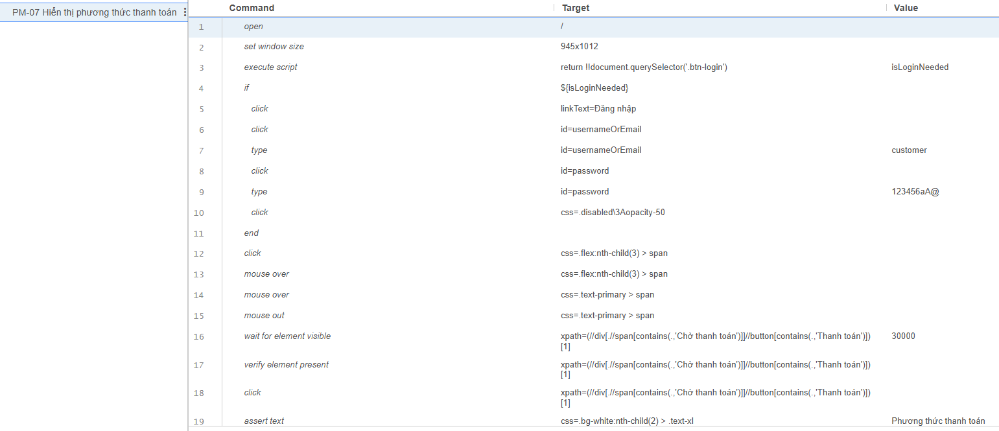 PM-07 Hiển thị phương thức thanh toán
Command Target Value
1 open /
2 set window size 945x1012
3 execute script return !!document.querySelector('.btn-login') isLoginNeeded
4 if ${isLoginNeeded}
5 click linkText=Đăng nhập
6 click id=usernameOrEmail
7 type id=usernameOrEmail customer
8 click id=password
9 type id=password 123456aA@
10 click css=.disabled\3Aopacity-50
11 end
12 click css=.flex:nth-child(3) > span
13 mouse over css=.flex:nth-child(3) > span
14 mouse over css=.text-primary > span
15 mouse out css=.text-primary > span
16 wait for element visible xpath=(//div[.//span[contains(.,'Chờ thanh toán')]]//button[contains(.,'Thanh toán')]) 30000
[1]
17 verify element present xpath=(//div[.//span[contains(.,'Chờ thanh toán')]]//button[contains(.,'Thanh toán')])
[1]
18 click xpath=(//div[.//span[contains(.,'Chờ thanh toán')]]//button[contains(.,'Thanh toán')])
[1]
19 assert text css=.bg-white:nth-child(2) > .text-xl Phương thức thanh toán